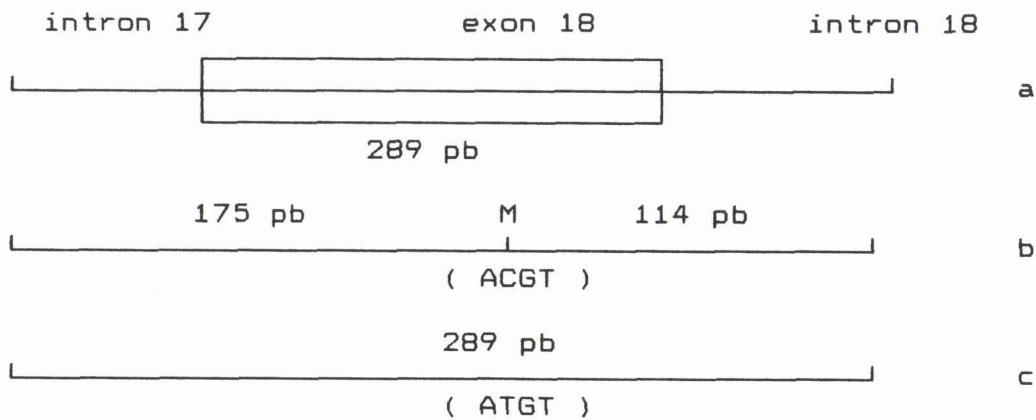 intron 17 exon 18 intron 18
a
289 pb
175 pb M 114 pb
b
( ACGT )
289 pb
c
( ATGT )